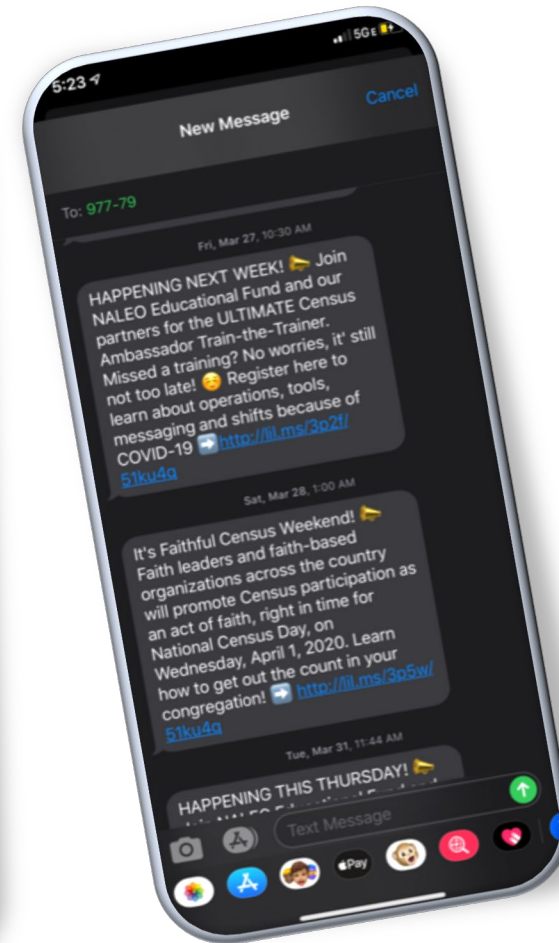 5:23
5GE
New Message
Cancel
To: 977-79
Fri, Mar 27, 10:30 AM
HAPPENING NEXT WEEK! 📣 Join
NALEO Educational Fund and our
partners for the ULTIMATE Census
Ambassador Train-the-Trainer.
Missed a training? No worries, it' still
not too late! ☺️ Register here to
learn about operations, tools,
messaging and shifts because of
COVID-19 ➡️http://lil.ms/3p2f/
51ku4q
Sat, Mar 28, 1:00 AM
It's Faithful Census Weekend! 📣
Faith leaders and faith-based
organizations across the country
will promote Census participation as
an act of faith, right in time for
National Census Day, on
Wednesday, April 1, 2020. Learn
how to get out the count in your
congregation! ➡️ http://lil.ms/3p5w/
51ku4q
Tue, Mar 31, 11:44 AM
HAPPENING THIS THURSDAY! 📣
Text Message
Pay